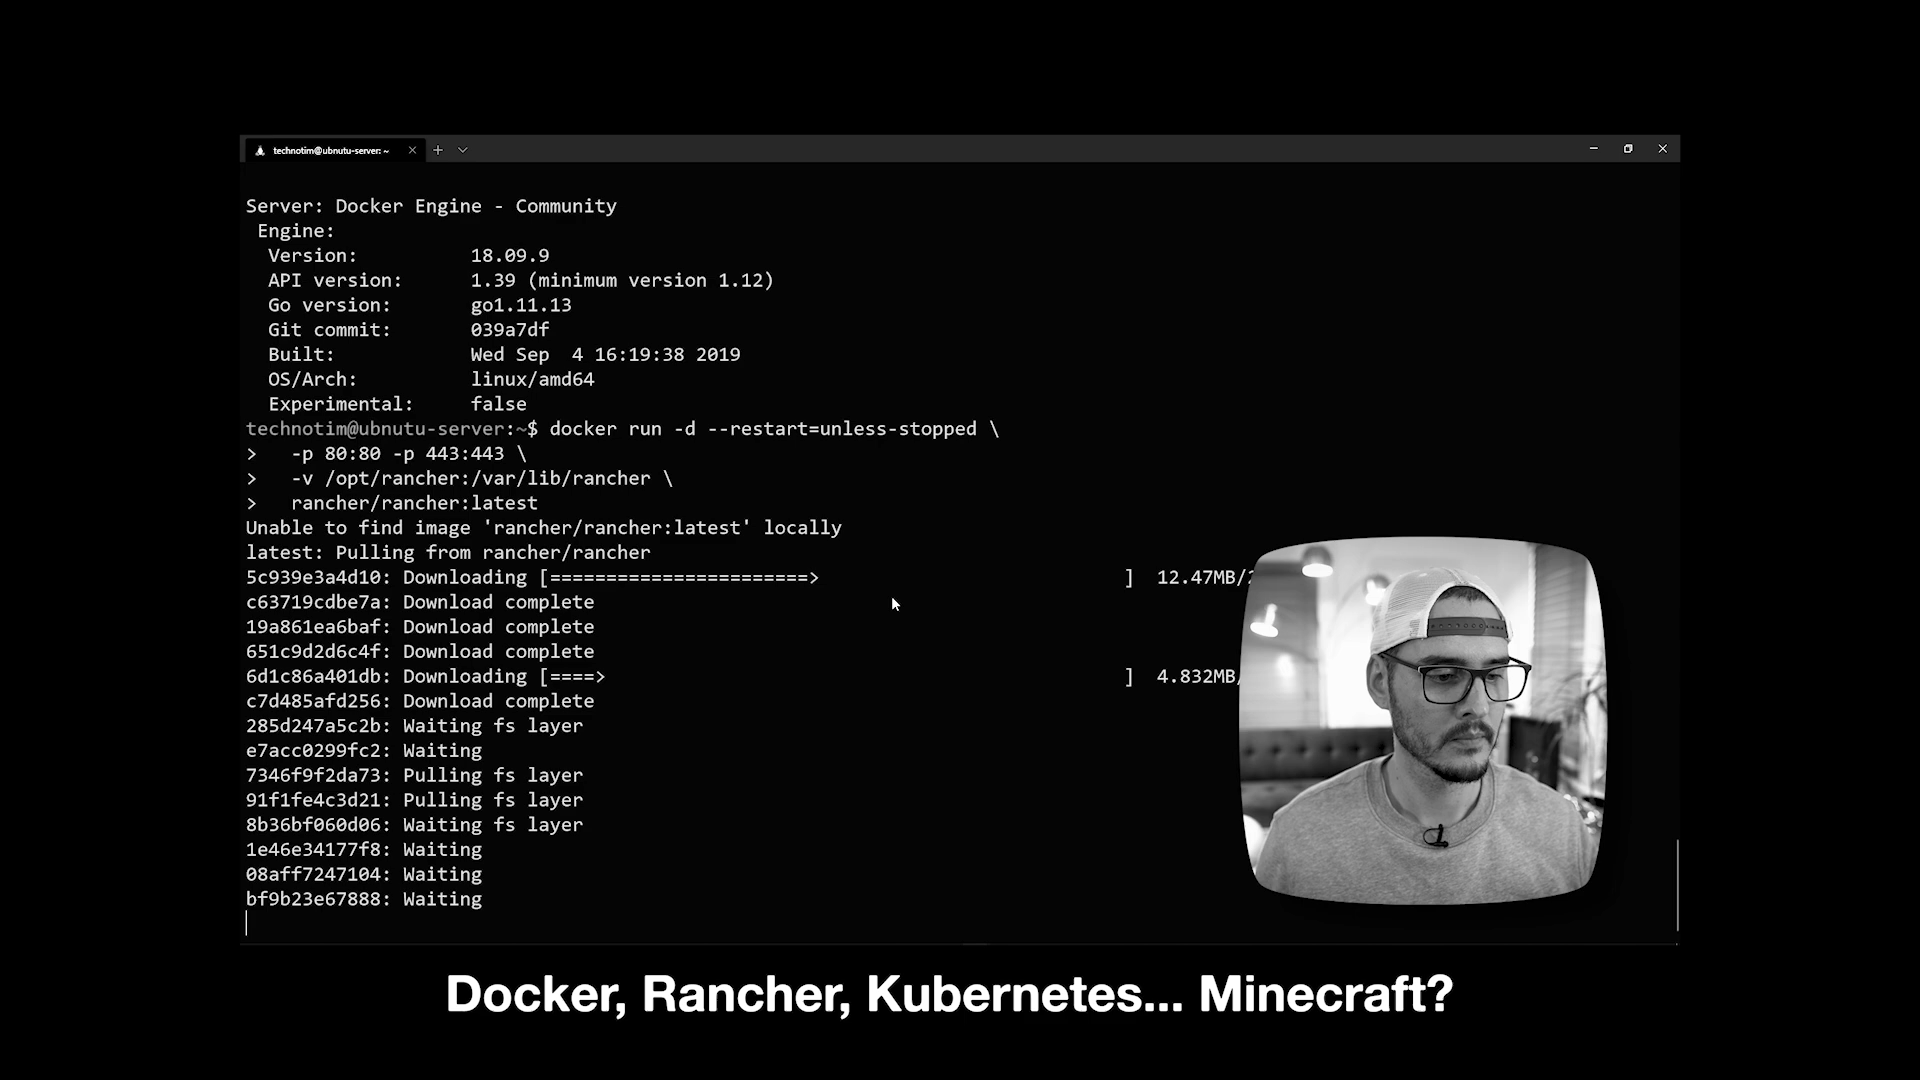 technotim@ubnutu-server: ~
Server: Docker Engine - Community
Engine:
Version: 18.09.9
API version: 1.39 (minimum version 1.12)
Go version: go1.11.13
Git commit: 039a7df
Built: Wed Sep  4 16:19:38 2019
OS/Arch: linux/amd64
Experimental: false
technotim@ubnutu-server:~$ docker run -d --restart=unless-stopped \
>   -p 80:80 -p 443:443 \
>   -v /opt/rancher:/var/lib/rancher \
>   rancher/rancher:latest
Unable to find image 'rancher/rancher:latest' locally
latest: Pulling from rancher/rancher
5c939e3a4d10: Downloading [=======================>                           ]  12.47MB/
c63719cdbe7a: Download complete
19a861ea6baf: Download complete
651c9d2d6c4f: Download complete
6d1c86a401db: Downloading [====>                                              ]  4.832MB/
c7d485afd256: Download complete
285d247a5c2b: Waiting fs layer
e7acc0299fc2: Waiting
7346f9f2da73: Pulling fs layer
91f1fe4c3d21: Pulling fs layer
8b36bf060d06: Waiting fs layer
1e46e34177f8: Waiting
08aff7247104: Waiting
bf9b23e67888: Waiting
Docker, Rancher, Kubernetes... Minecraft?